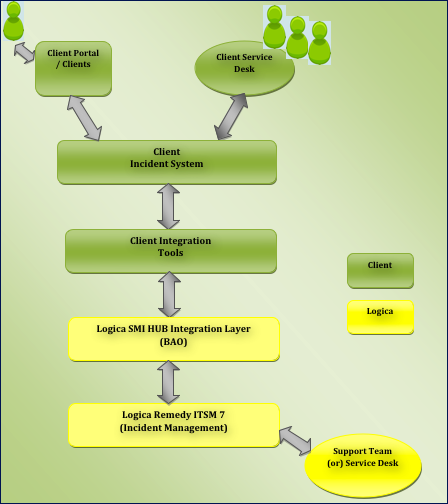 Client Portal
/ Clients
Client Service
Desk
Client
Incident System
Client Integration
Tools
Client
Logica
Logica SMI HUB Integration Layer
(BAO)
Logica Remedy ITSM 7
(Incident Management)
Support Team
(or) Service Desk